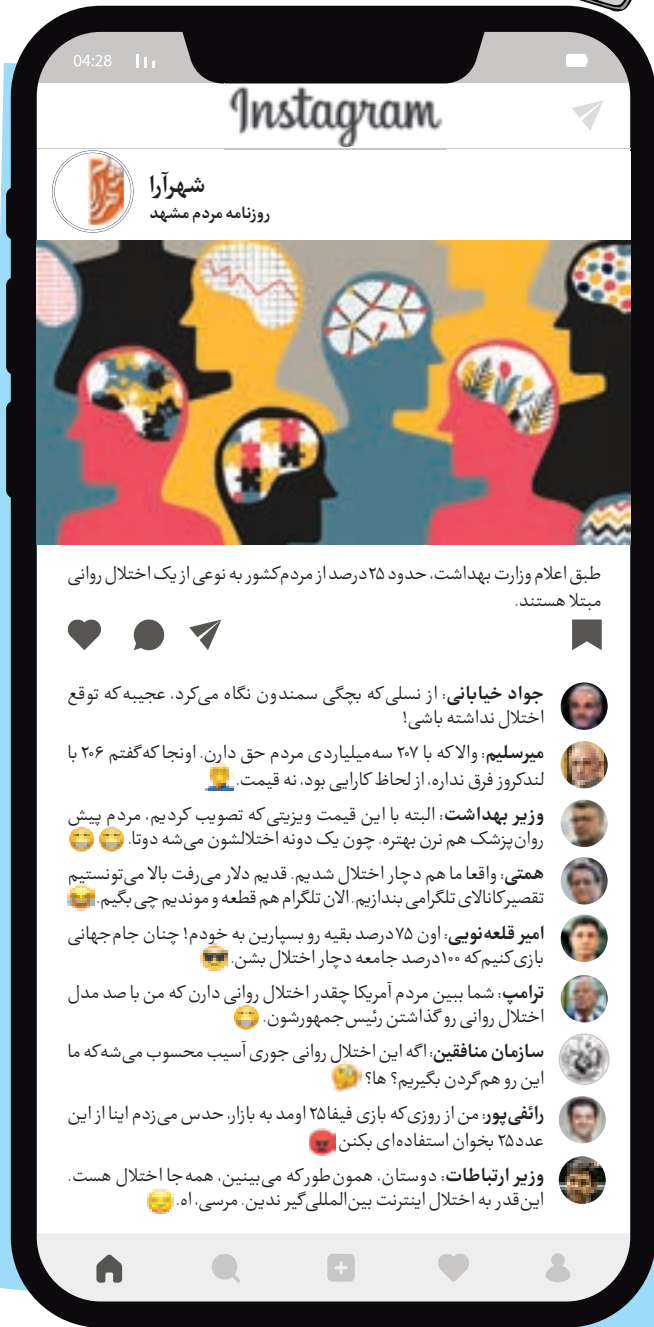 04:28
Instagram
شهرآرا
روزنامه مردم مشهد
طبق اعلام وزارت بهداشت، حدود ۲۵درصد از مردم‌کشور به نوعی از یک اختلال روانی
مبتلا هستند.
جواد خیابانی: از نسلی‌که بچگی سمندون نگاه می‌کرد، عجیبه‌که توقع
اختلال نداشته باشی!
میرسلیم: والا که با ۲۰۷ سه‌میلیاردی مردم حق دارن. اونجا که‌گفتم ۲۰۶ با
لندکروز فرق نداره، از لحاظ کارایی بود، نه قیمت. 🤦
وزیر بهداشت: البته با این قیمت ویزیتی‌که تصویب کردیم، مردم پیش
روان‌پزشک هم نرن بهتره. چون یک دونه اختلالشون می‌شه دوتا. 😷 😷
همتی: واقعا ما هم دچار اختلال شدیم. قدیم دلار می‌رفت بالا می‌تونستیم
تقصیرکانالای تلگرامی بندازیم. الان تلگرام هم قطعه و موندیم چی بگیم. 😂
امیر قلعه‌نویی: اون ۷۵درصد بقیه رو بسپارین به خودم! چنان جام‌جهانی
بازی‌کنیم‌که ۱۰۰درصد جامعه دچار اختلال بشن. 😎
ترامپ: شما ببین مردم آمریکا چقدر اختلال روانی دارن که من با صد مدل
اختلال روانی رو گذاشتن رئیس‌جمهورشون. 😷
سازمان منافقین: اگه این اختلال روانی جوری آسیب محسوب می‌شه‌که ما
این رو هم‌گردن بگیریم؟ ها؟ 🧐
رائفی‌پور: من از روزی‌که بازی فیفا۲۵ اومد به بازار، حدس می‌زدم اینا از این
عدد۲۵ بخوان استفاده‌ای بکنن. 😡
وزیر ارتباطات: دوستان، همون‌طور که می‌بینین، همه‌جا اختلال هست.
این‌قدر به اختلال اینترنت بین‌المللی‌گیر ندین. مرسی، اه. 😑